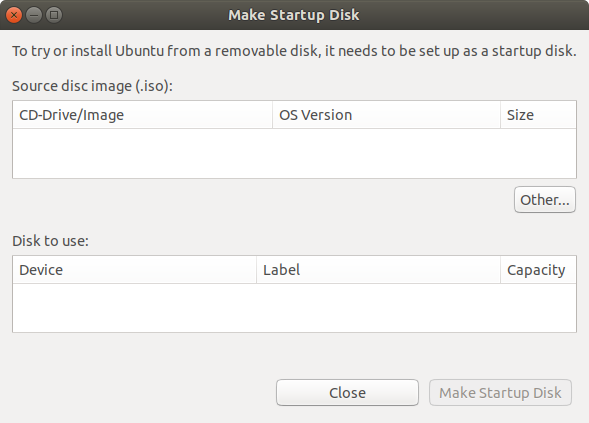 Make Startup Disk
To try or install Ubuntu from a removable disk, it needs to be set up as a startup disk.
Source disc image (.iso):
CD-Drive/Image OS Version Size
Other...
Disk to use:
Device Label Capacity
Close Make Startup Disk